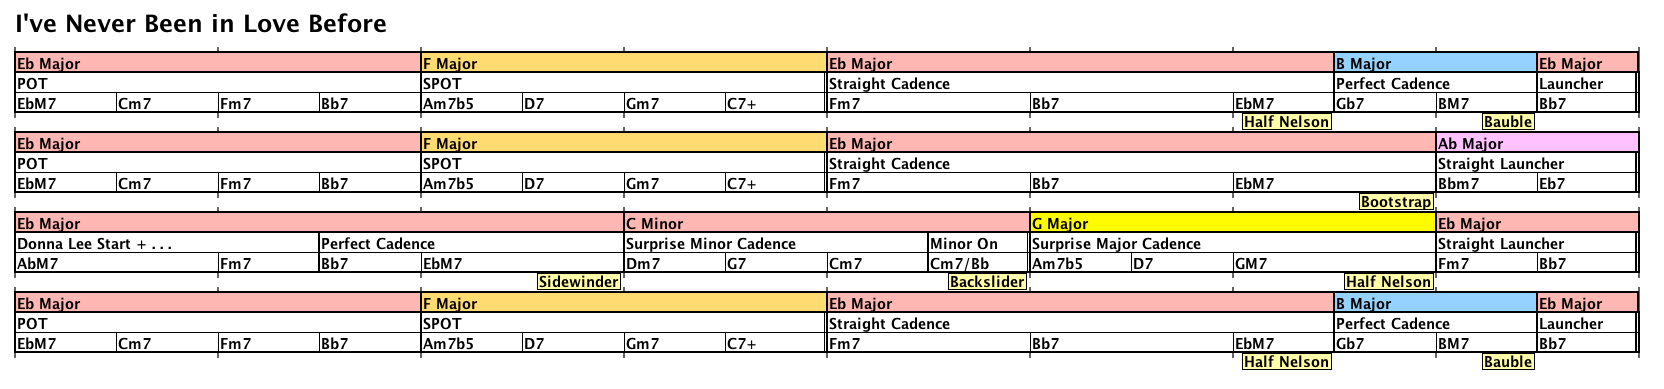 I've Never Been in Love Before
Eb Major F Major Eb Major B Major Eb Major
POT SPOT Straight Cadence Perfect Cadence Launcher
EbM7 Cm7 Fm7 Bb7 Am7b5 D7 Gm7 C7+ Fm7 Bb7 EbM7 Gb7 BM7 Bb7
Half Nelson Bauble
Eb Major F Major Eb Major Ab Major
POT SPOT Straight Cadence Straight Launcher
EbM7 Cm7 Fm7 Bb7 Am7b5 D7 Gm7 C7+ Fm7 Bb7 EbM7 Bbm7 Eb7
Bootstrap
Eb Major C Minor G Major Eb Major
Donna Lee Start + . . . Perfect Cadence Surprise Minor Cadence Minor On Surprise Major Cadence Straight Launcher
AbM7 Fm7 Bb7 EbM7 Dm7 G7 Cm7 Cm7/Bb Am7b5 D7 GM7 Fm7 Bb7
Sidewinder Backslider Half Nelson
Eb Major F Major Eb Major B Major Eb Major
POT SPOT Straight Cadence Perfect Cadence Launcher
EbM7 Cm7 Fm7 Bb7 Am7b5 D7 Gm7 C7+ Fm7 Bb7 EbM7 Gb7 BM7 Bb7
Half Nelson Bauble